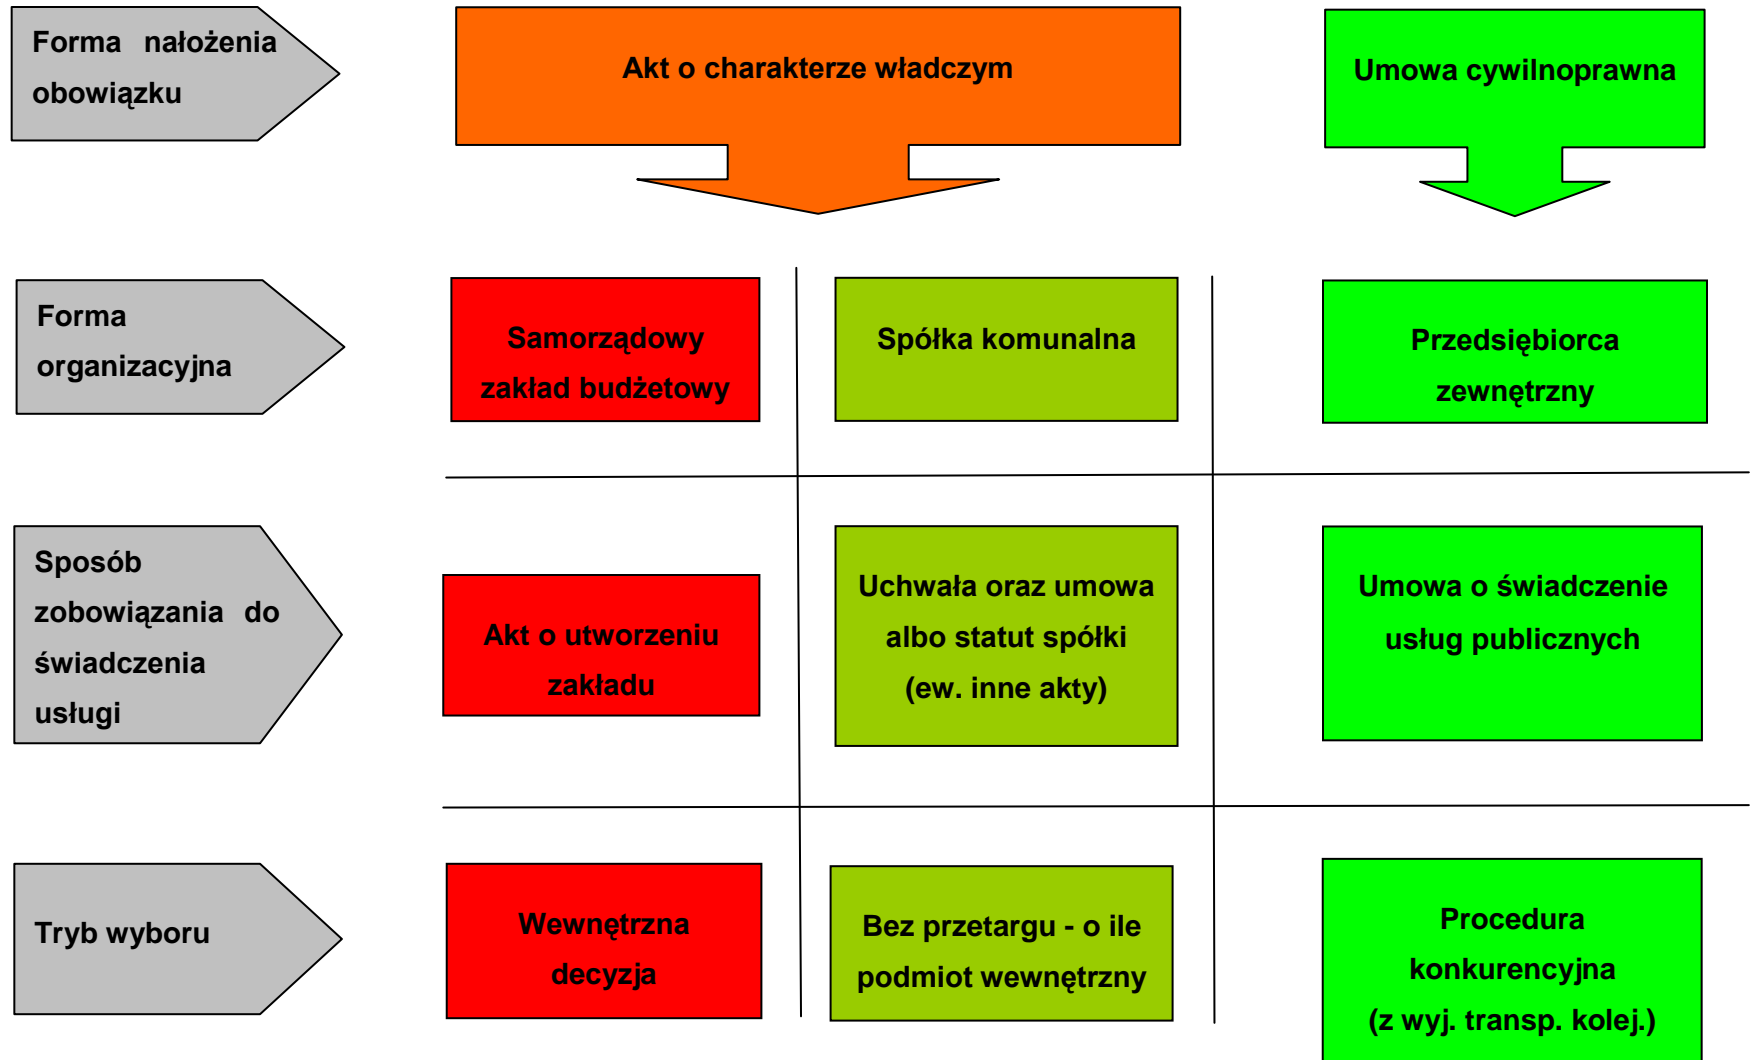 Forma nałożenia
obowiązku
Akt o charakterze władczym
Umowa cywilnoprawna
Forma
organizacyjna
Samorządowy
zakład budżetowy
Spółka komunalna
Przedsiębiorca
zewnętrzny
Sposób
zobowiązania do
świadczenia
usługi
Akt o utworzeniu
zakładu
Uchwała oraz umowa
albo statut spółki
(ew. inne akty)
Umowa o świadczenie
usług publicznych
Tryb wyboru
Wewnętrzna
decyzja
Bez przetargu - o ile
podmiot wewnętrzny
Procedura
konkurencyjna
(z wyj. transp. kolej.)